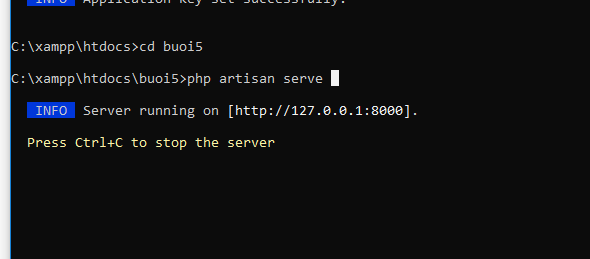 INFO Application key set successfully.
C:\xampp\htdocs>cd buoi5
C:\xampp\htdocs\buoi5>php artisan serve
INFO Server running on [http://127.0.0.1:8000].
Press Ctrl+C to stop the server